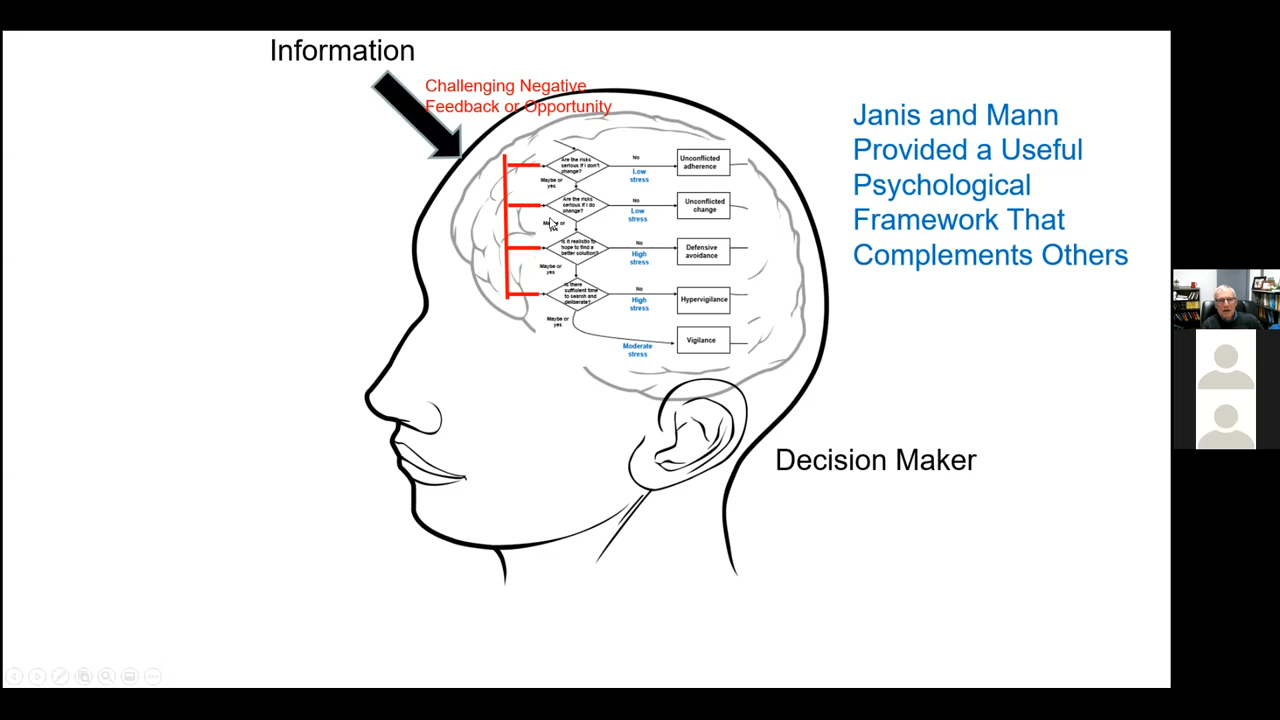 Information
Challenging Negative
Feedback or Opportunity
Janis and Mann
Provided a Useful
Psychological
Framework That
Complements Others
Are the risks
serious if I don't
change?
No
Low
stress
Unconflicted
adherence
Maybe or
yes
Are the risks
serious if I do
change?
No
Low
stress
Unconflicted
change
Maybe or
yes
Is it realistic to
hope to find a
better solution?
No
High
stress
Defensive
avoidance
Maybe or
yes
Is there
sufficient time
to search and
deliberate?
No
High
stress
Hypervigilance
Maybe or
yes
Moderate
stress
Vigilance
Decision Maker